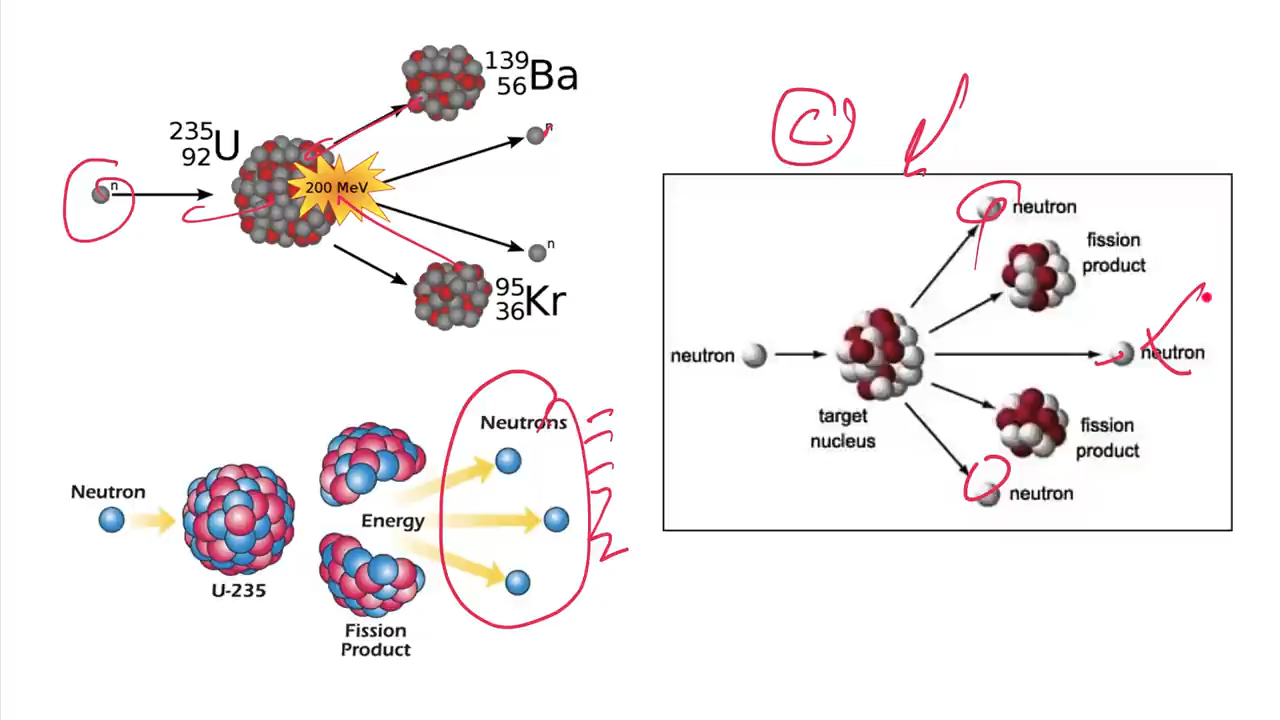 139
56Ba
235
92U
n
n
200 MeV
n
95
36Kr
Neutrons
Neutron
Energy
U-235
Fission
Product
neutron
fission
product
neutron
neutron
target
nucleus
fission
product
neutron